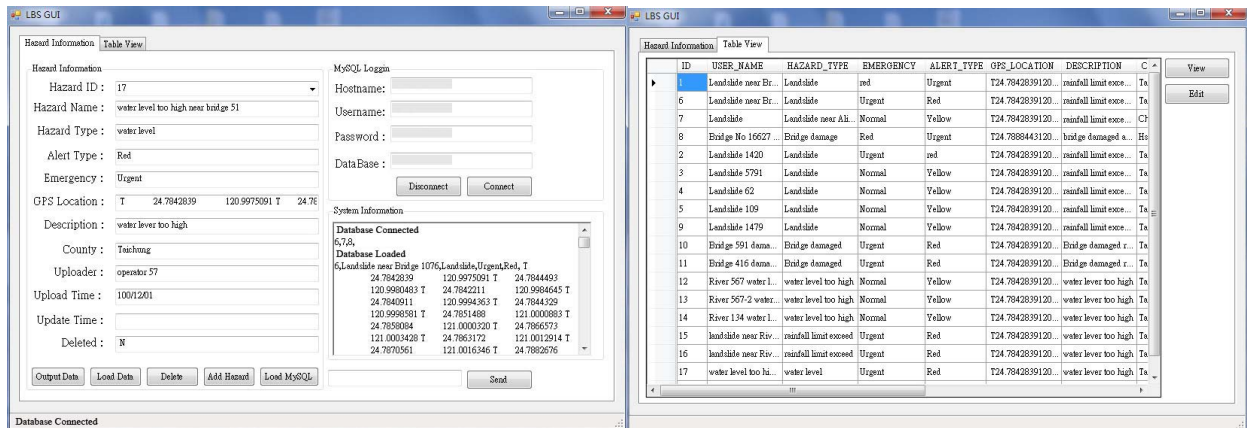 LBS GUI
Hazard Information Table View
Hazard Information
Hazard ID : 17
Hazard Name : water level too high near bridge 51
Hazard Type : water level
Alert Type : Red
Emergency : Urgent
GPS Location : T 24.7842839 120.9975091 T 24.78
Description : water lever too high
County : Taichung
Uploader : operator 57
Upload Time : 100/12/01
Update Time :
Deleted : N
Output Data Load Data Delete Add Hazard Load MySQL
MySQL Loggin
Hostname:
Username:
Password :
DataBase :
Disconnect Connect
System Information
Database Connected
6,7,8,
Database Loaded
6,Landslide near Bridge 1076,Landslide,Urgent,Red, T
24.7842839 120.9975091 T 24.7844493
120.9980483 T 24.7842211 120.9984645 T
24.7840911 120.9994363 T 24.7844329
120.9998581 T 24.7851488 121.0000883 T
24.7858084 121.0000320 T 24.7866573
121.0003428 T 24.7863172 121.0012914 T
24.7870561 121.0016346 T 24.7882676
Send
Database Connected
LBS GUI
Hazard Information Table View
ID USER_NAME HAZARD_TYPE EMERGENCY ALERT_TYPE GPS_LOCATION DESCRIPTION C
1 Landslide near Br... Landslide red Urgent T24.7842839120... rainfall limit exce... Ta
6 Landslide near Br... Landslide Urgent Red T24.7842839120... rainfall limit exce... Ta
7 Landslide Landslide near Ali... Normal Yellow T24.7842839120... rainfall limit exce... Ch
8 Bridge No 16627 ... Bridge damage Red Urgent T24.7888443120... bridge damaged a... Hs
2 Landslide 1420 Landslide Urgent red T24.7842839120... rainfall limit exce... Ta
3 Landslide 5791 Landslide Normal Yellow T24.7842839120... rainfall limit exce... Ta
4 Landslide 62 Landslide Normal Yellow T24.7842839120... rainfall limit exce... Ta
5 Landslide 109 Landslide Normal Yellow T24.7842839120... rainfall limit exce... Ta
9 Landslide 1479 Landslide Normal Yellow T24.7842839120... rainfall limit exce... Ta
10 Bridge 591 dama... Bridge damaged Urgent Red T24.7842839120... Bridge damaged r... Ta
11 Bridge 416 dama... Bridge damaged Urgent Red T24.7842839120... Bridge damaged r... Ta
12 River 567 water l... water level too high Normal Yellow T24.7842839120... water lever too high Ta
13 River 567-2 water... water level too high Normal Yellow T24.7842839120... water lever too high Ta
14 River 134 water l... water level too high Normal Yellow T24.7842839120... water lever too high Ta
15 landslide near Riv... rainfall limit exceed Urgent Red T24.7842839120... water lever too high Ta
16 landslide near Riv... rainfall limit exceed Urgent Red T24.7842839120... water lever too high Ta
17 water level too hi... water level Urgent Red T24.7842839120... water lever too high Ta
View
Edit